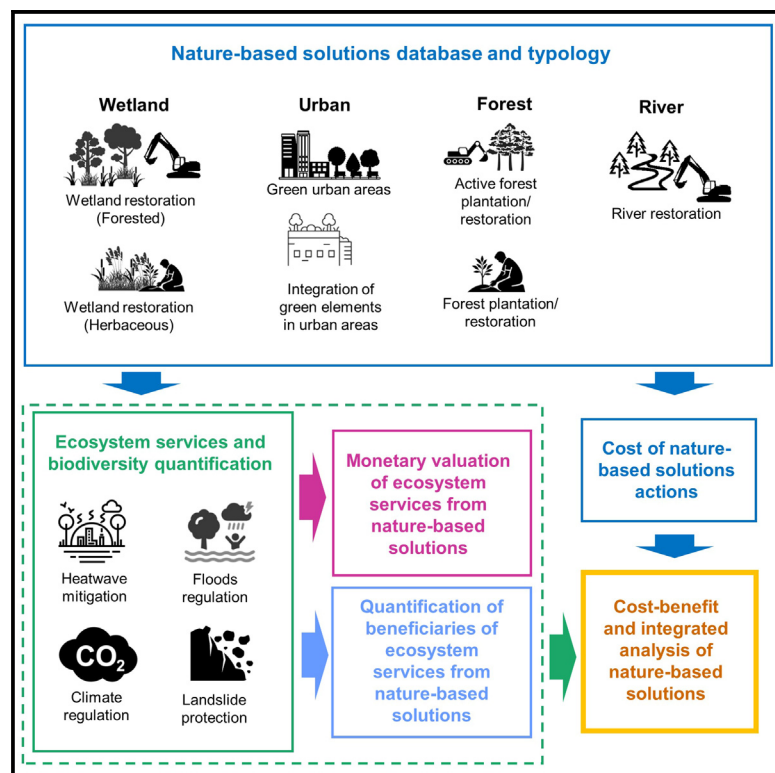 Nature-based solutions database and typology
Wetland
Urban
Forest
River
Wetland restoration
(Forested)
Green urban areas
Active forest
plantation/
restoration
River restoration
Wetland restoration
(Herbaceous)
Integration of
green elements
in urban areas
Forest plantation/
restoration
Ecosystem services and
biodiversity quantification
Heatwave
mitigation
Floods
regulation
CO2
Climate
regulation
Landslide
protection
Monetary valuation
of ecosystem
services from
nature-based
solutions
Quantification of
beneficiaries of
ecosystem
services from
nature-based
solutions
Cost of nature-
based solutions
actions
Cost-benefit
and integrated
analysis of
nature-based
solutions